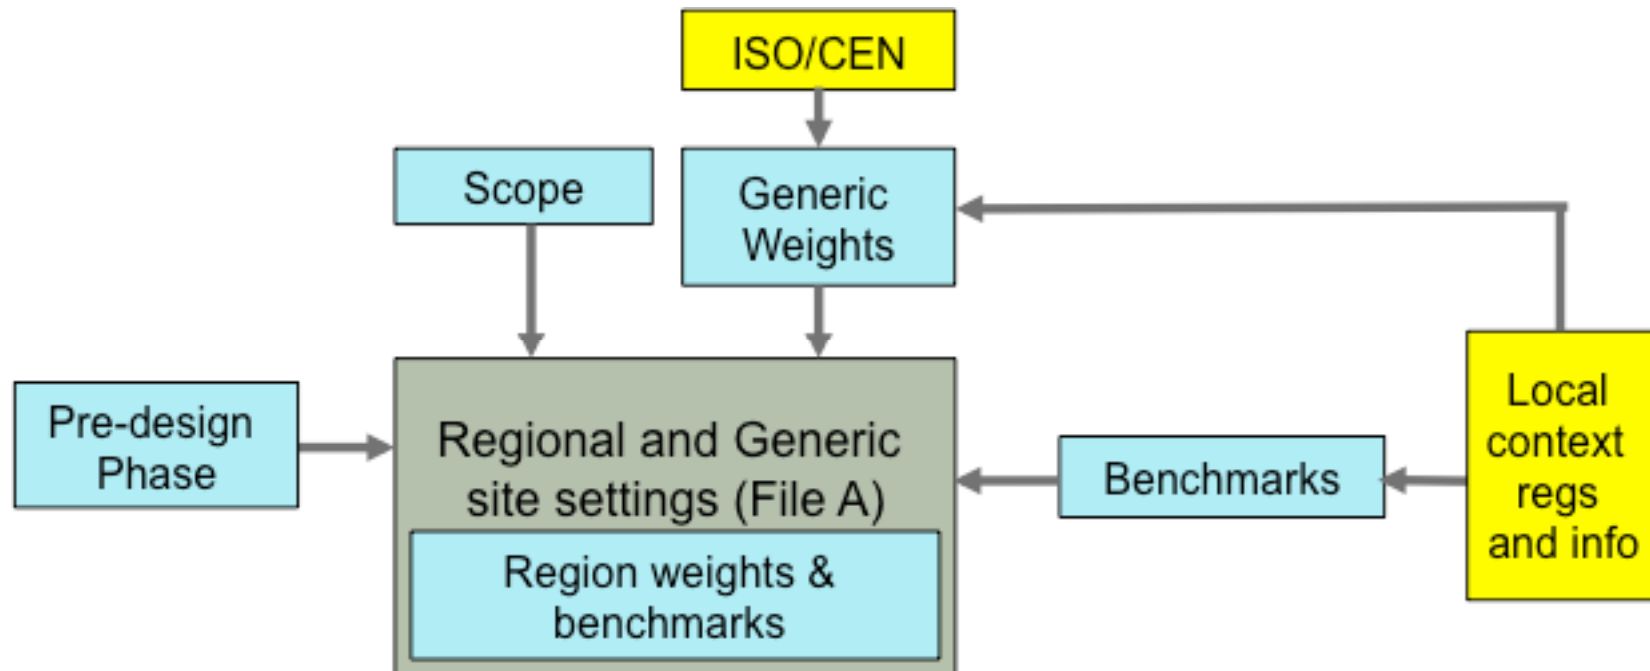 ISO/CEN
Scope
Generic
Weights
Pre-design
Phase
Regional and Generic
site settings (File A)
Region weights &
benchmarks
Benchmarks
Local
context
regs
and info